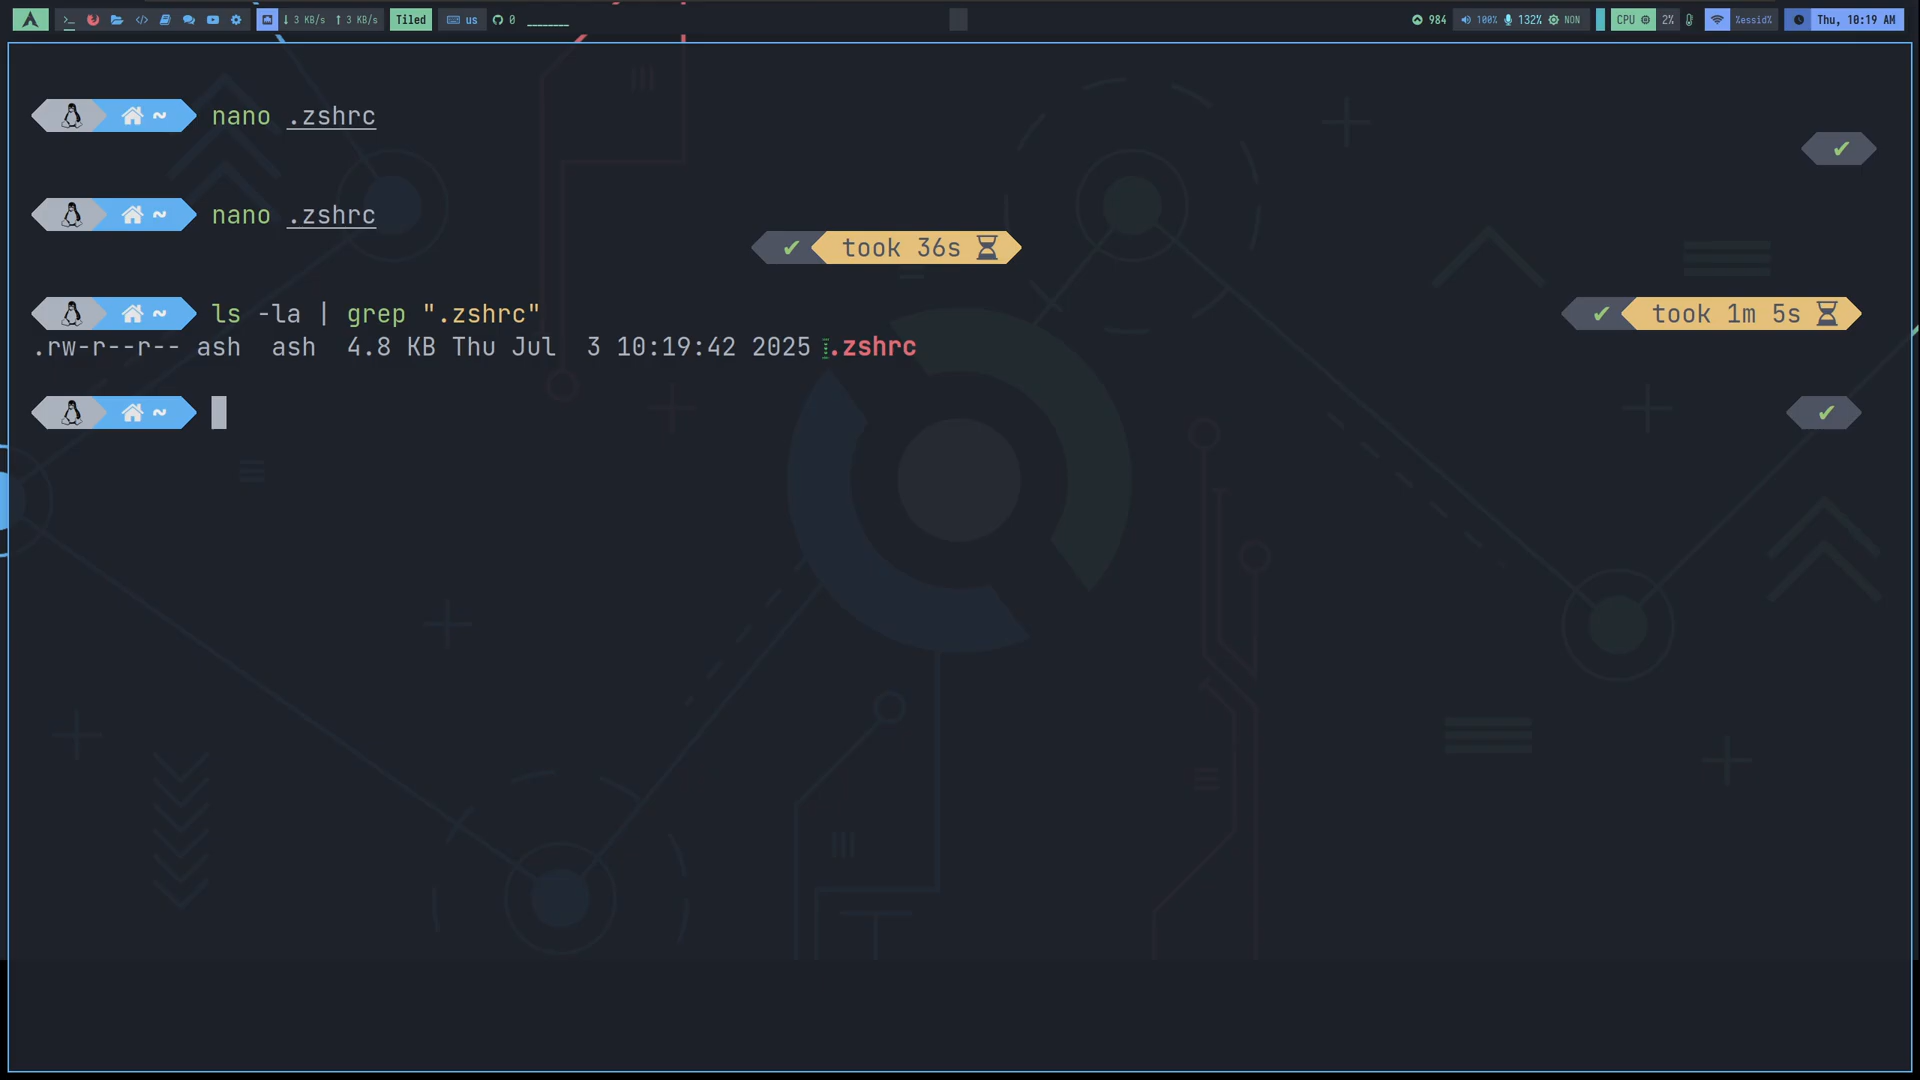 3 KB/s 3 KB/s Tiled us 0 984 100% 132% NON CPU 2% %essid% Thu, 10:19 AM
~ nano .zshrc
✔
~ nano .zshrc
✔ took 36s
~ ls -la | grep ".zshrc" ✔ took 1m 5s
.rw-r--r-- ash ash 4.8 KB Thu Jul 3 10:19:42 2025 .zshrc
~ ✔